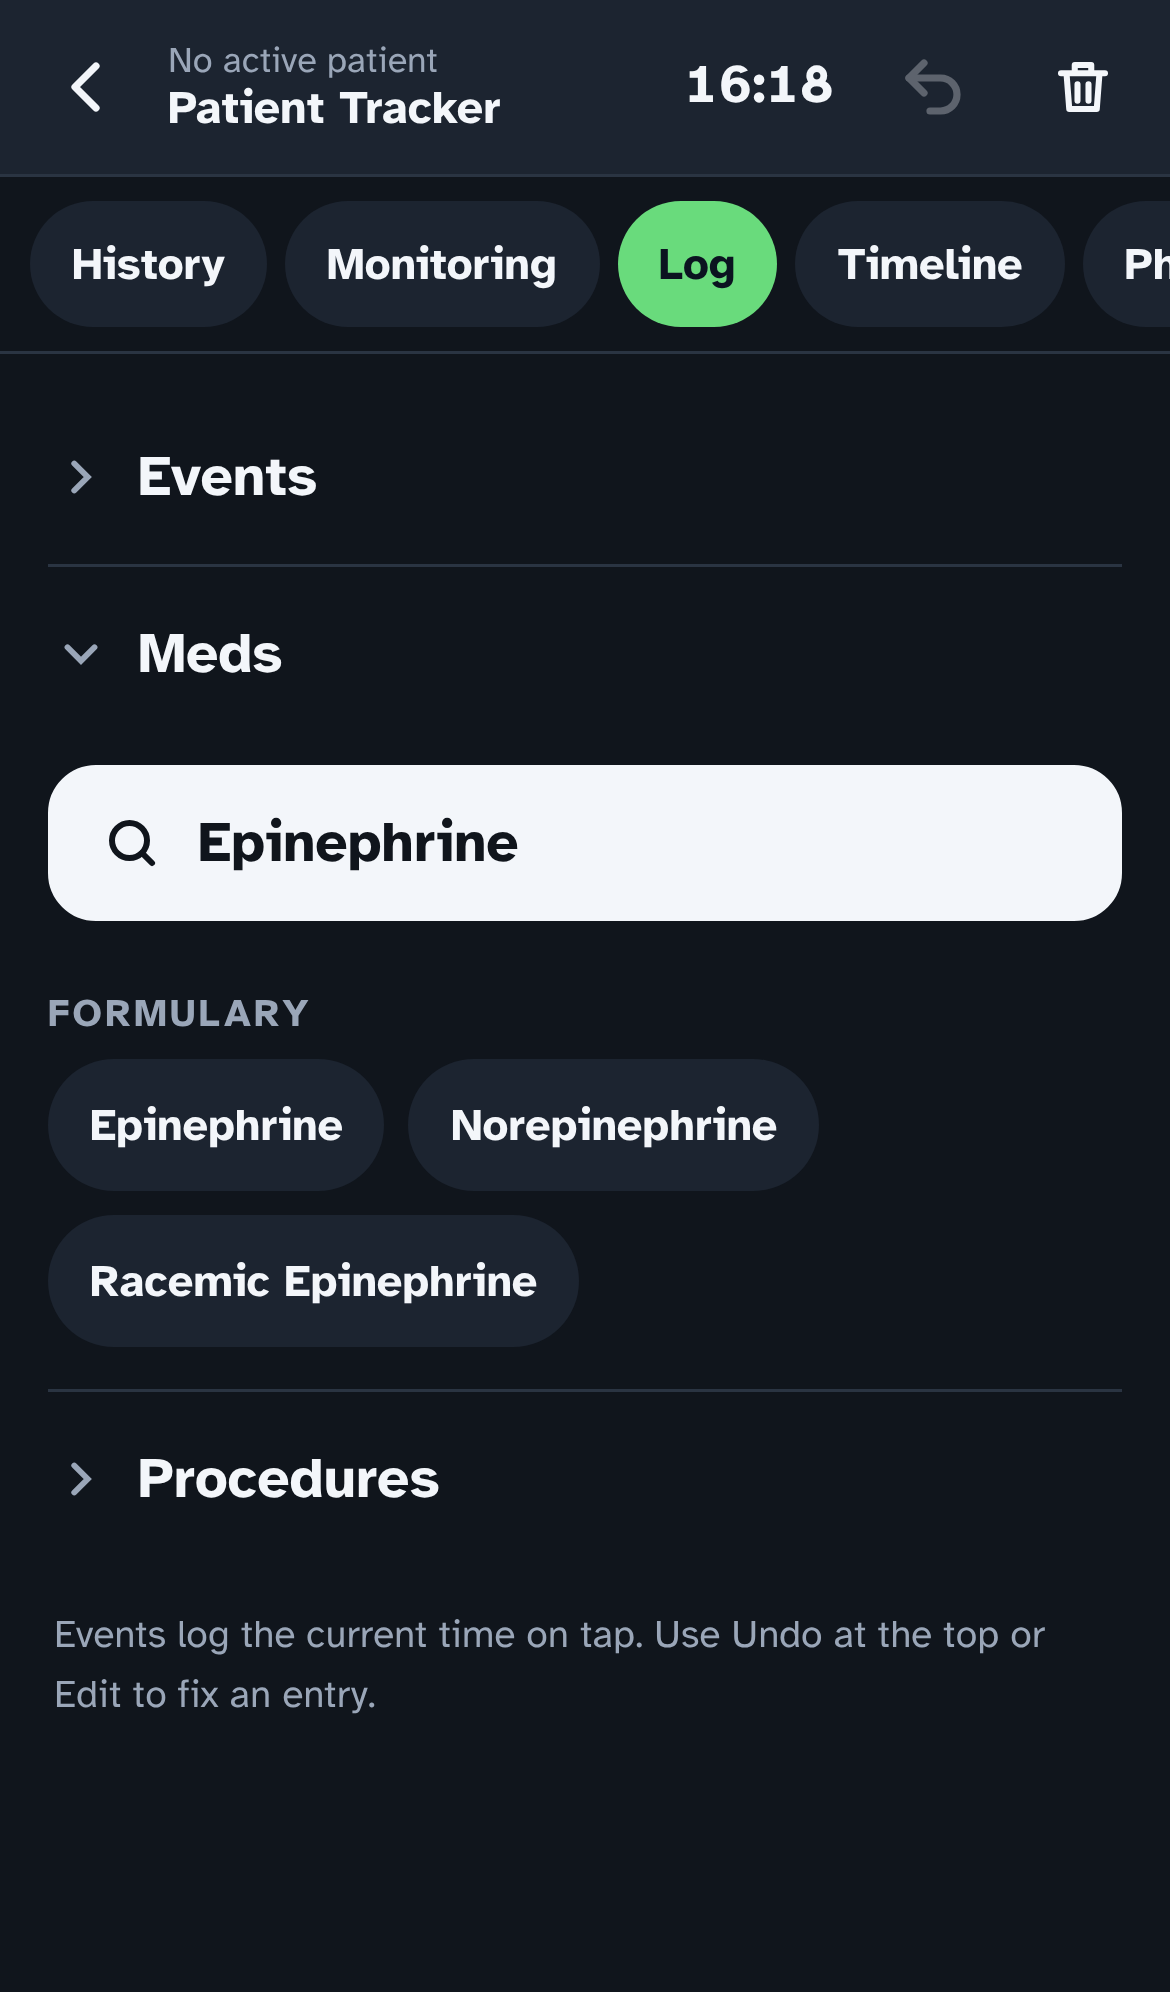 No active patient
Patient Tracker
16:18
History Monitoring Log Timeline Ph
Events
Meds
Epinephrine
FORMULARY
Epinephrine Norepinephrine
Racemic Epinephrine
Procedures
Events log the current time on tap. Use Undo at the top or
Edit to fix an entry.